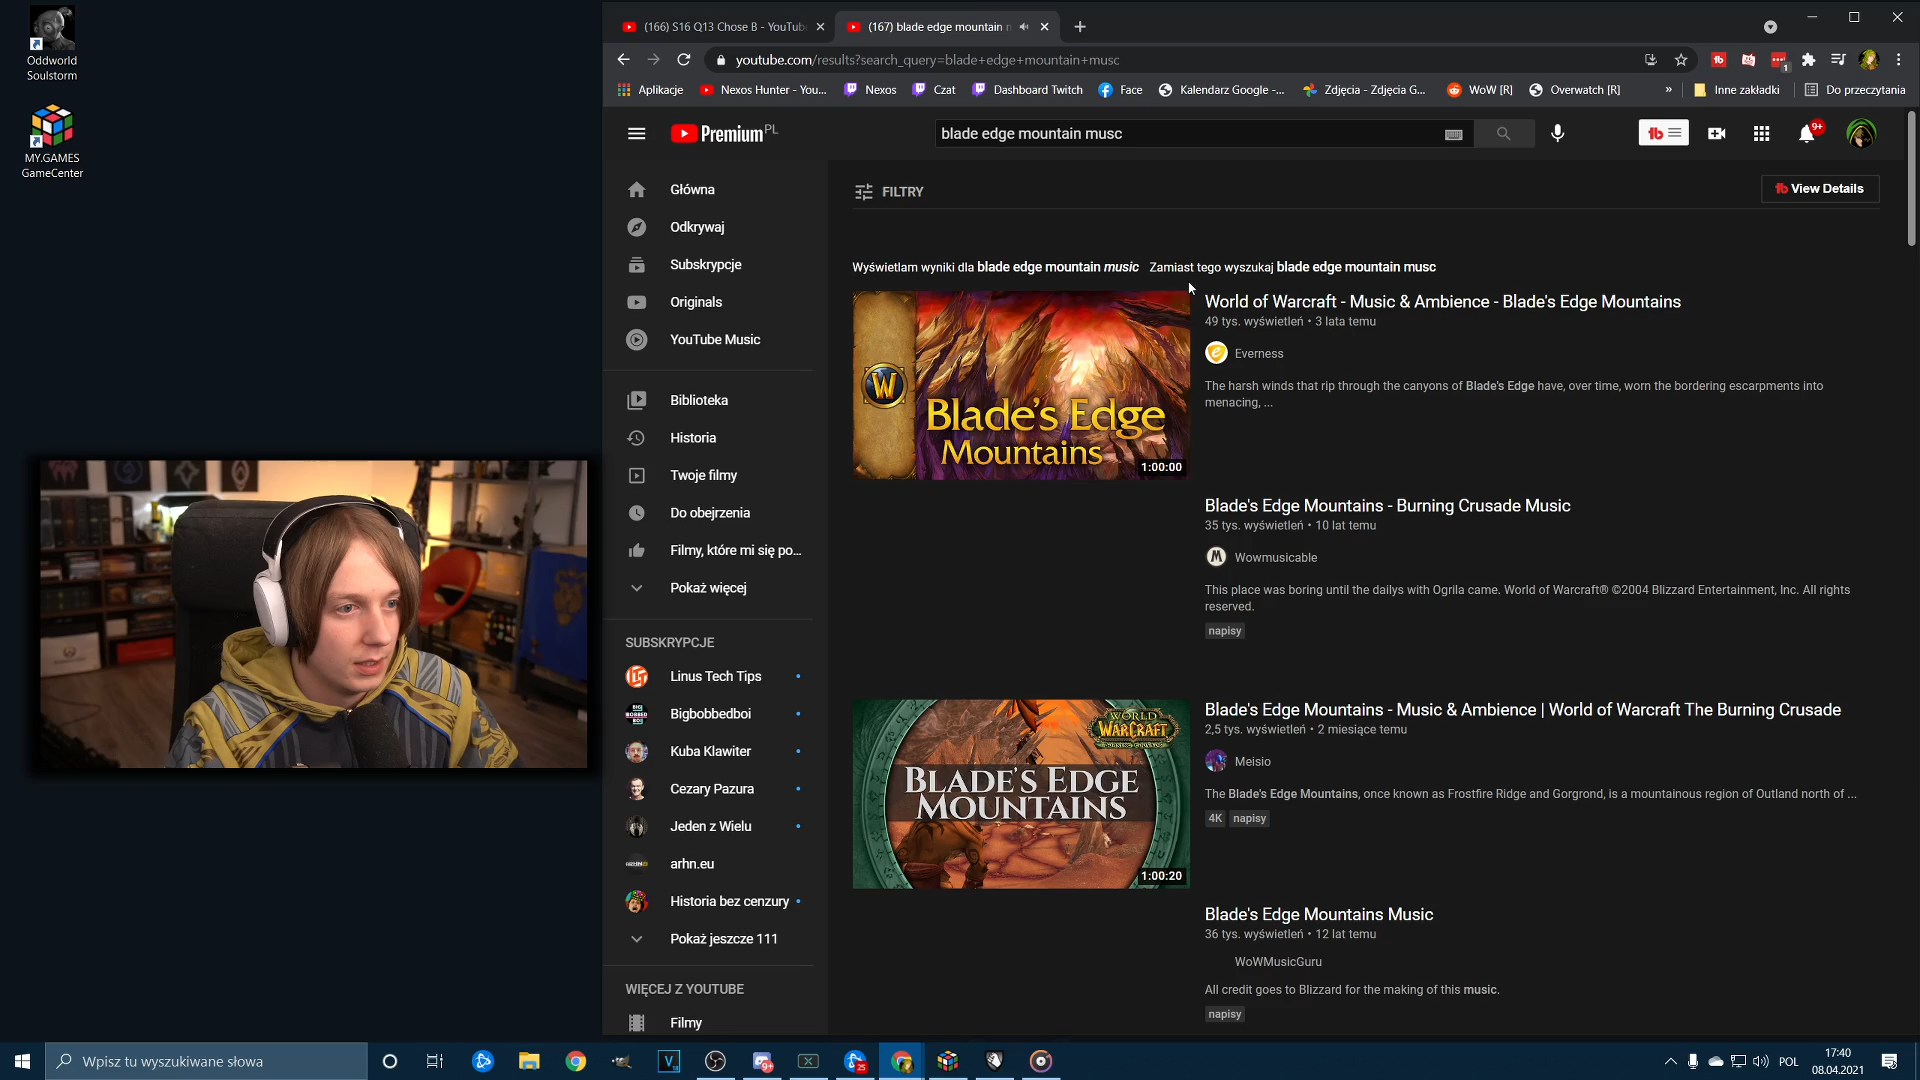 Oddworld
Soulstorm
MY.GAMES
GameCenter
(166) S16 Q13 Chose B - YouTub
(167) blade edge mountain
youtube.com/results?search_query=blade+edge+mountain+musc
1
Aplikacje
Nexos Hunter - You...
Nexos
Czat
Dashboard Twitch
Face
Kalendarz Google -...
Zdjęcia - Zdjęcia G...
WoW [R]
Overwatch [R]
»
Inne zakładki
Do przeczytania
Premium PL
blade edge mountain musc
9+
Główna
Odkrywaj
Subskrypcje
Originals
YouTube Music
Biblioteka
Historia
Twoje filmy
Do obejrzenia
Filmy, które mi się po...
Pokaż więcej
SUBSKRYPCJE
Linus Tech Tips
Bigbobbedboi
Kuba Klawiter
Cezary Pazura
Jeden z Wielu
arhn.eu
Historia bez cenzury
Pokaż jeszcze 111
WIĘCEJ Z YOUTUBE
Filmy
FILTRY
View Details
Wyświetlam wyniki dla blade edge mountain music Zamiast tego wyszukaj blade edge mountain musc
Blade's Edge
Mountains
1:00:00
World of Warcraft - Music & Ambience - Blade's Edge Mountains
49 tys. wyświetleń • 3 lata temu
Everness
The harsh winds that rip through the canyons of Blade's Edge have, over time, worn the bordering escarpments into
menacing, ...
Blade's Edge Mountains - Burning Crusade Music
35 tys. wyświetleń • 10 lat temu
Wowmusicable
This place was boring until the dailys with Ogrila came. World of Warcraft® ©2004 Blizzard Entertainment, Inc. All rights
reserved.
napisy
WORLD
WARCRAFT
BLADE'S EDGE
MOUNTAINS
1:00:20
Blade's Edge Mountains - Music & Ambience | World of Warcraft The Burning Crusade
2,5 tys. wyświetleń • 2 miesiące temu
Meisio
The Blade's Edge Mountains, once known as Frostfire Ridge and Gorgrond, is a mountainous region of Outland north of ...
4K napisy
Blade's Edge Mountains Music
36 tys. wyświetleń • 12 lat temu
WoWMusicGuru
All credit goes to Blizzard for the making of this music.
napisy
Wpisz tu wyszukiwane słowa
9+
25
POL
17:40
08.04.2021